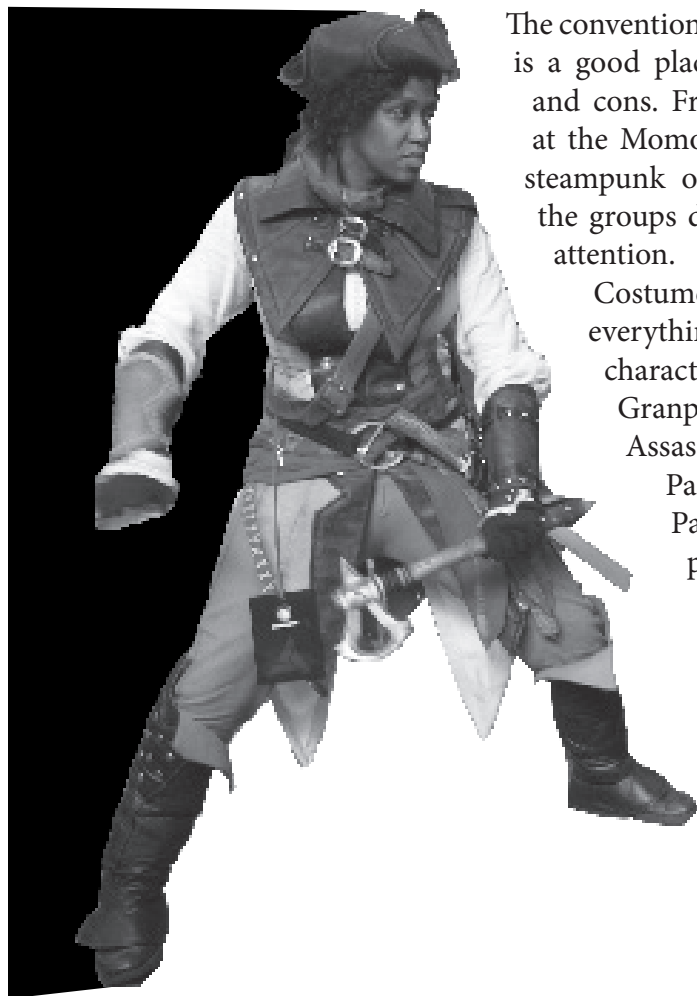 The convention
is a good plac
and cons. Fr
at the Momo
steampunk o
the groups d
attention.
Costume
everythin
charact
Granp
Assas
Pa
Pa
p